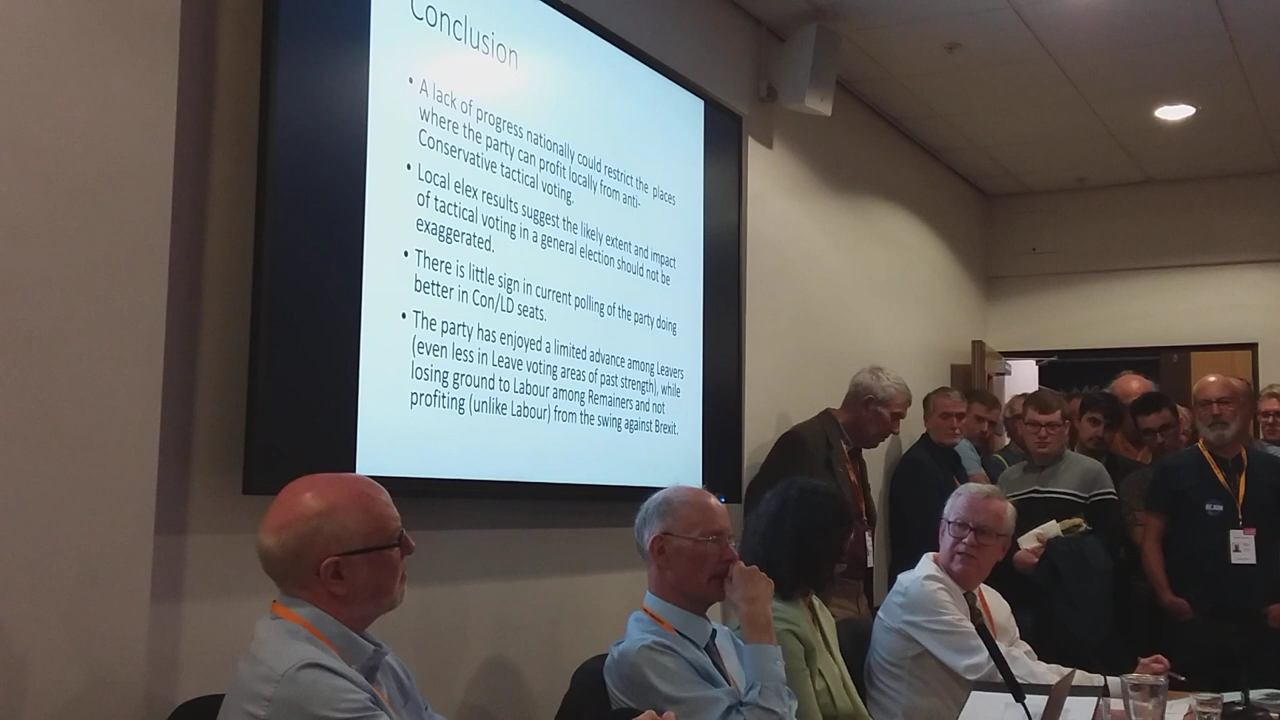 Conclusion
• A lack of progress nationally could restrict the places
where the party can profit locally from anti-
Conservative tactical voting.
• Local elex results suggest the likely extent and impact
of tactical voting in a general election should not be
exaggerated.
• There is little sign in current polling of the party doing
better in Con/LD seats.
• The party has enjoyed a limited advance among Leavers
(even less in Leave voting areas of past strength), while
losing ground to Labour among Remainers and not
profiting (unlike Labour) from the swing against Brexit.